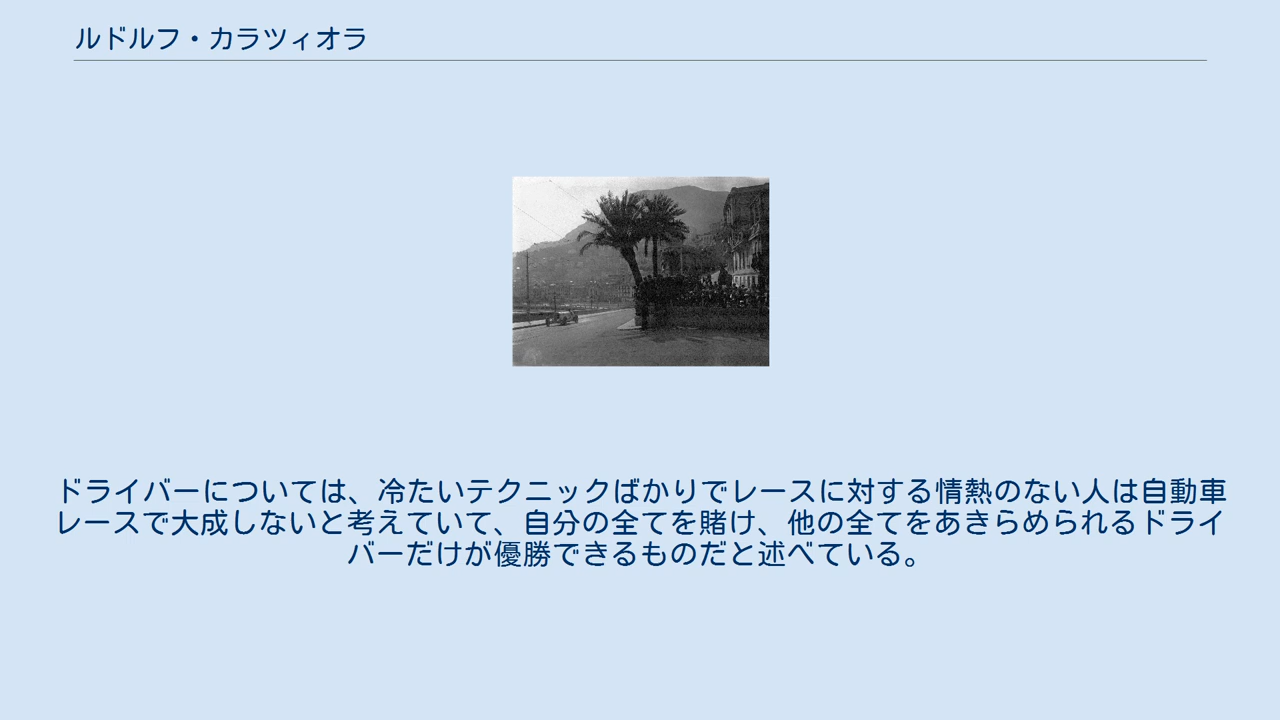 ルドルフ・カラツィオラ
ドライバーについては、冷たいテクニックばかりでレースに対する情熱のない人は自動車
レースで大成しないと考えていて、自分の全てを賭け、他の全てをあきらめられるドライ
バーだけが優勝できるものだと述べている。